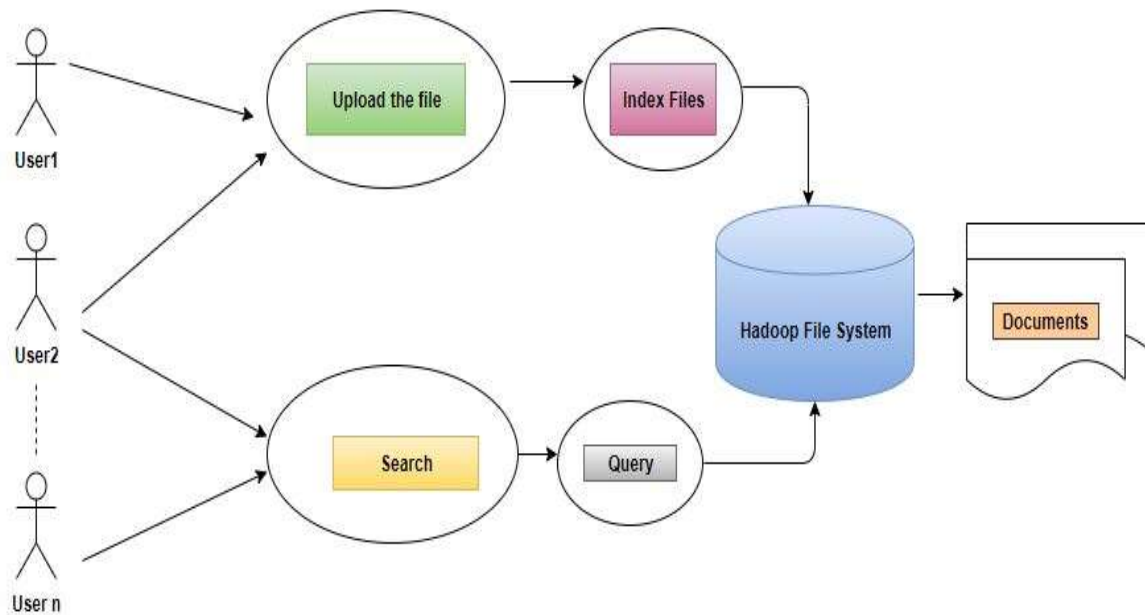 Upload the file
Index Files
User1
User2
Hadoop File System
Documents
Search
Query
User n